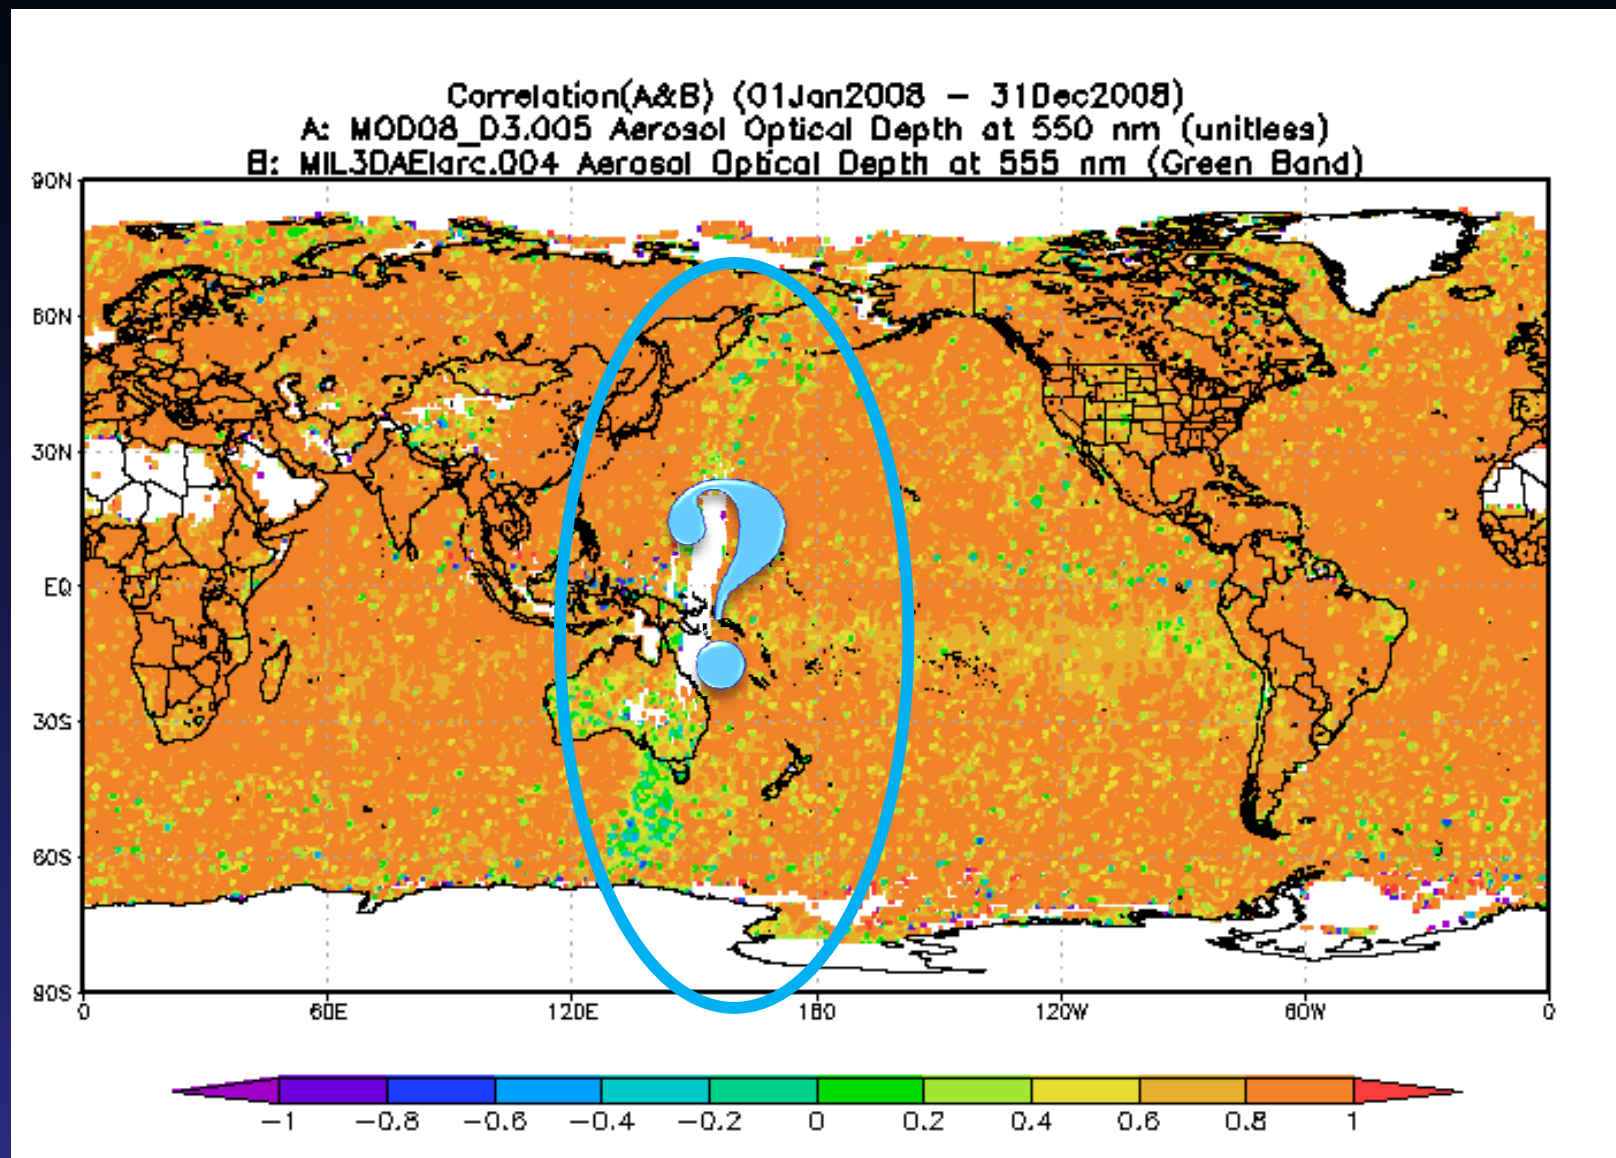 Correlation(A&B) (01Jan2008 – 31Dec2008)
A: MOD08_D3.005 Aerosol Optical Depth at 550 nm (unitless)
B: MIL3DAElarc.004 Aerosol Optical Depth at 555 nm (Green Band)
90N
60N
30N
EQ
30S
60S
90S
0 60E 120E 180 120W 60W 0
?
−1 −0.8 −0.6 −0.4 −0.2 0 0.2 0.4 0.6 0.8 1